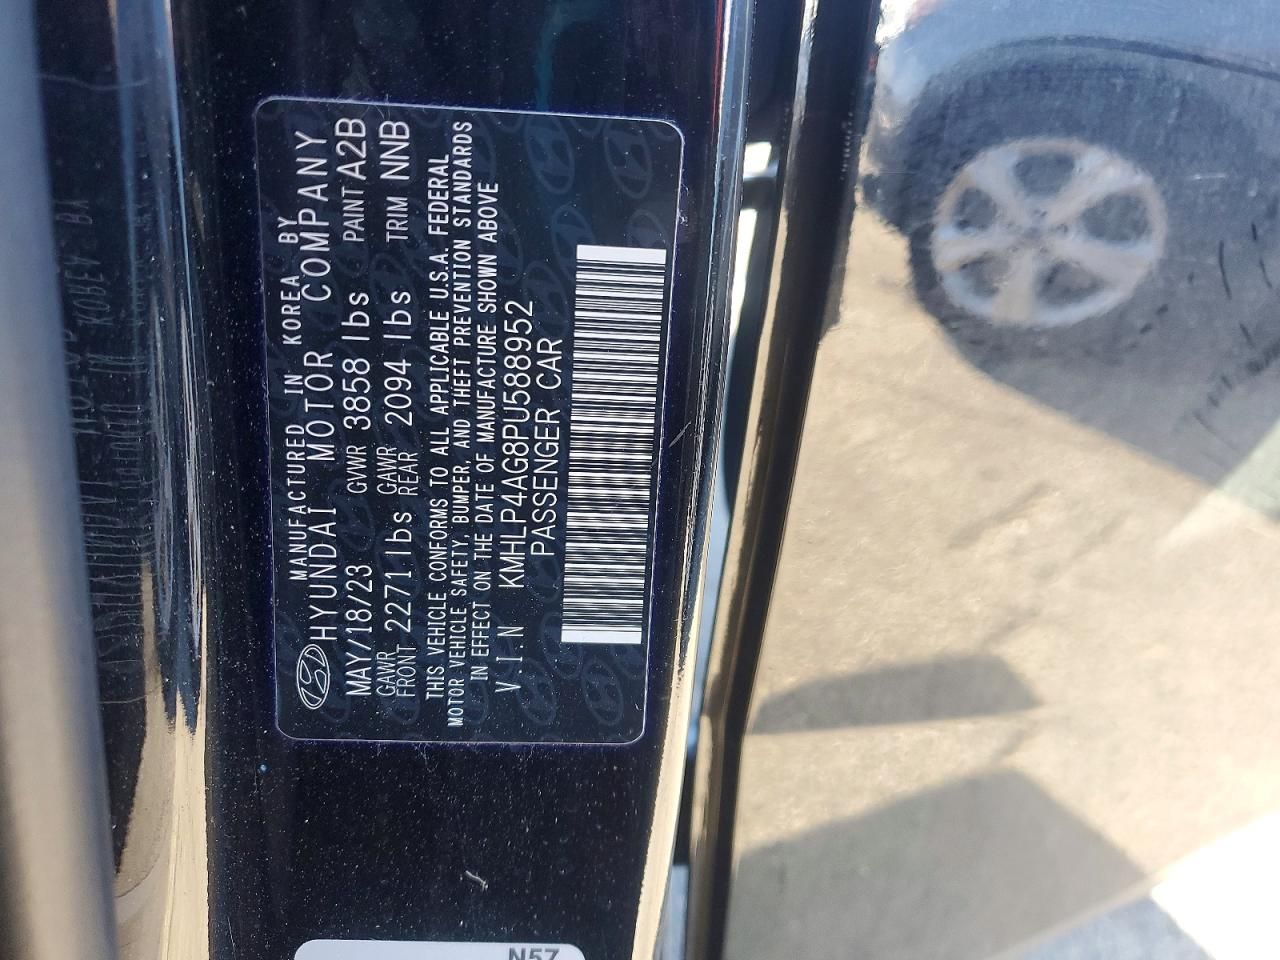 MANUFACTURED IN KOREA BY
HYUNDAI MOTOR COMPANY
MAY/18/23 GVWR 3858 lbs PAINT A2B
GAWR FRONT 2271 lbs GAWR REAR 2094 lbs TRIM NNB
THIS VEHICLE CONFORMS TO ALL APPLICABLE U.S.A. FEDERAL
MOTOR VEHICLE SAFETY, BUMPER, AND THEFT PREVENTION STANDARDS
IN EFFECT ON THE DATE OF MANUFACTURE SHOWN ABOVE
V.I.N KMHLP4AG8PU588952
PASSENGER CAR
N57